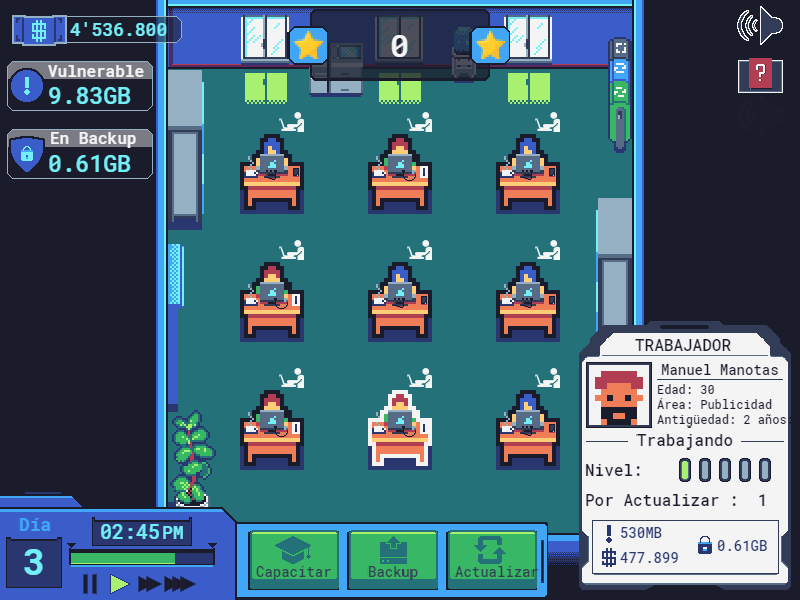 4'536.800
Vulnerable
9.83GB
En Backup
0.61GB
0
?
TRABAJADOR
Manuel Manotas
Edad: 30
Área: Publicidad
Antigüedad: 2 años
Trabajando
Nivel:
Por Actualizar : 1
! 530MB
0.61GB
477.899
Día
3
02:45PM
Capacitar
Backup
Actualizar